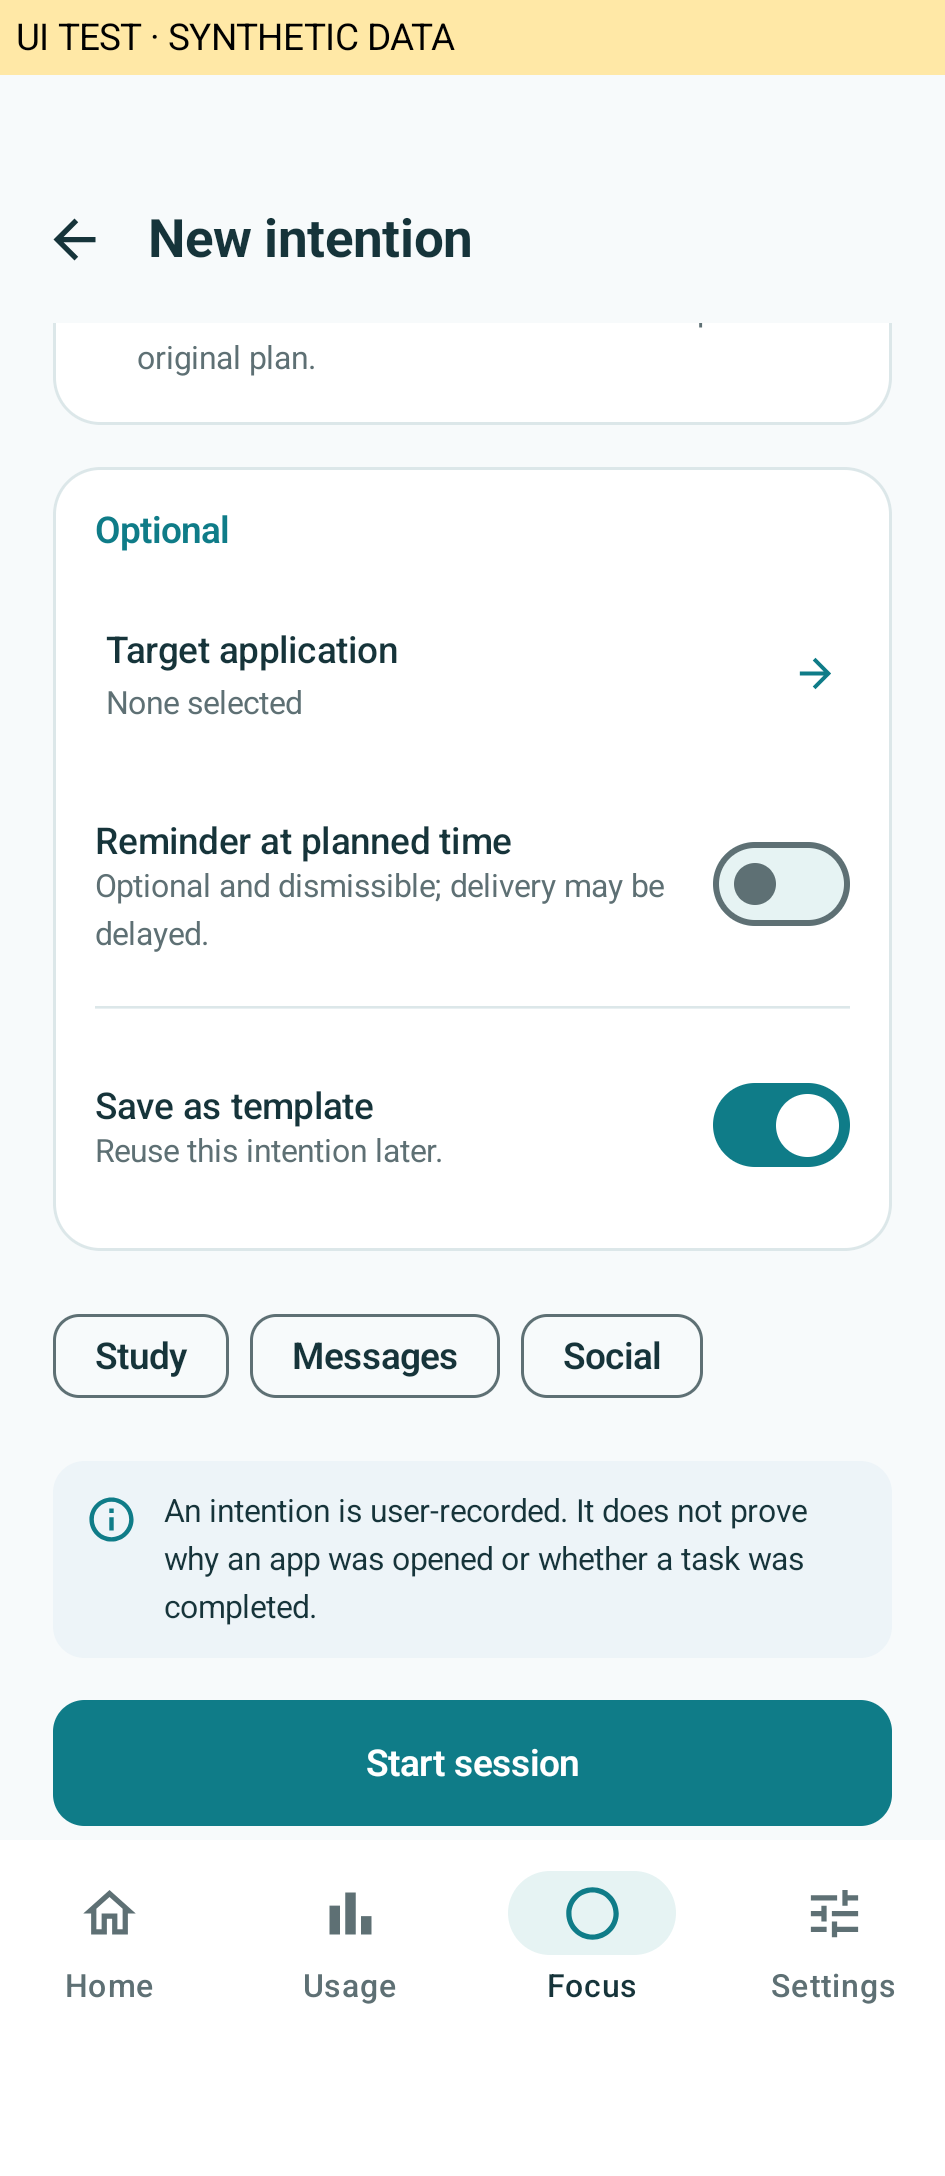 UI TEST · SYNTHETIC DATA
New intention
original plan.
Optional
Target application
None selected
Reminder at planned time
Optional and dismissible; delivery may be
delayed.
Save as template
Reuse this intention later.
Study
Messages
Social
An intention is user-recorded. It does not prove
why an app was opened or whether a task was
completed.
Start session
Home
Usage
Focus
Settings